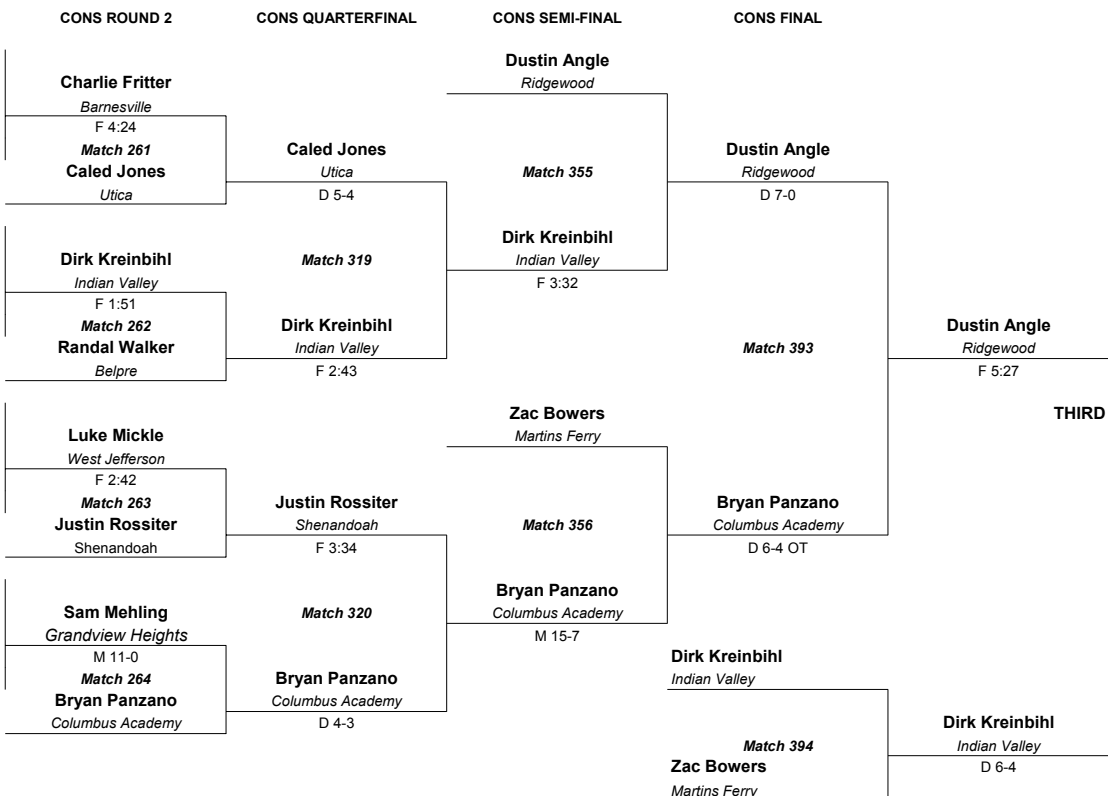 CONS ROUND 2 CONS QUARTERFINAL CONS SEMI-FINAL CONS FINAL
Dustin Angle
Ridgewood
Charlie Fritter
Barnesville
F 4:24
Match 261
Caled Jones
Utica
Caled Jones
Utica
D 5-4
Match 355
Dustin Angle
Ridgewood
D 7-0
Dirk Kreinbihl
Indian Valley
F 1:51
Match 262
Randal Walker
Belpre
Match 319
Dirk Kreinbihl
Indian Valley
F 3:32
Dirk Kreinbihl
Indian Valley
F 2:43
Match 393
Dustin Angle
Ridgewood
F 5:27
THIRD
Luke Mickle
West Jefferson
F 2:42
Match 263
Justin Rossiter
Shenandoah
Zac Bowers
Martins Ferry
Justin Rossiter
Shenandoah
F 3:34
Match 356
Bryan Panzano
Columbus Academy
D 6-4 OT
Sam Mehling
Grandview Heights
M 11-0
Match 264
Bryan Panzano
Columbus Academy
Match 320
Bryan Panzano
Columbus Academy
M 15-7
Bryan Panzano
Columbus Academy
D 4-3
Dirk Kreinbihl
Indian Valley
Match 394
Zac Bowers
Martins Ferry
Dirk Kreinbihl
Indian Valley
D 6-4